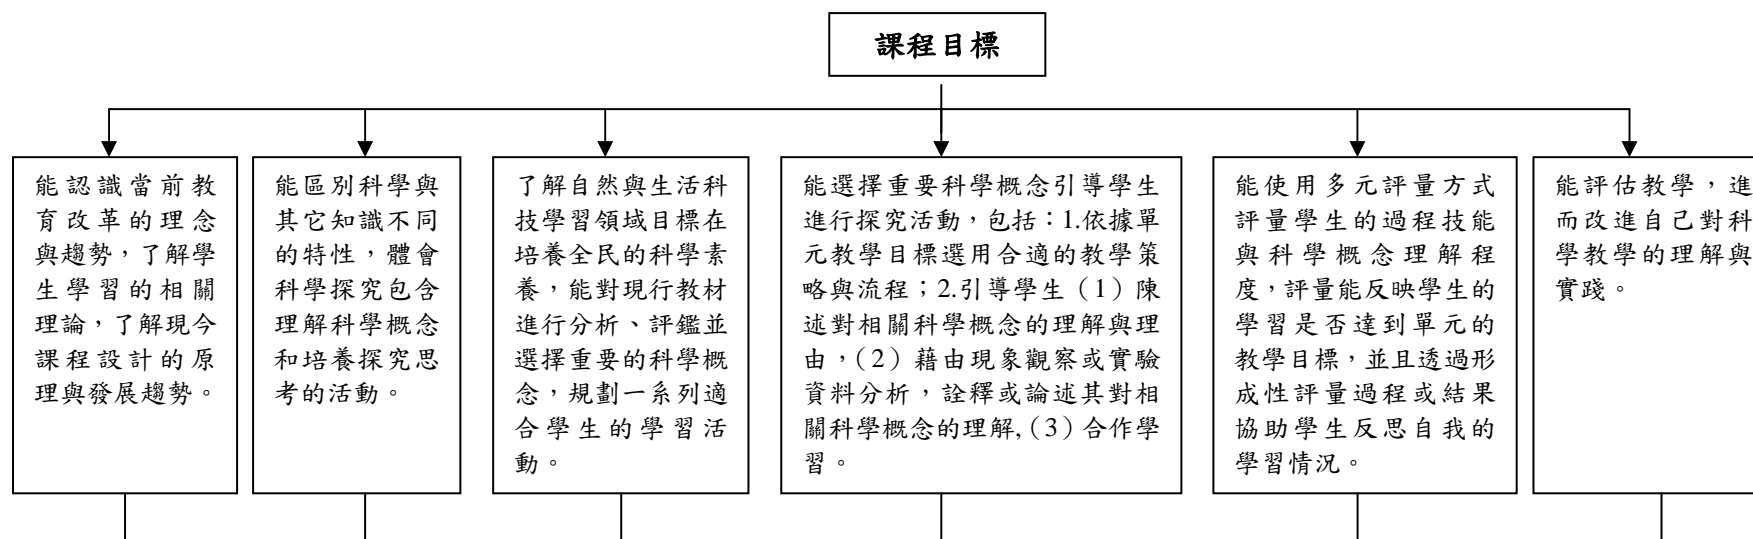 課程目標
能認識當前教
育改革的理念
與趨勢，了解學
生學習的相關
理論，了解現今
課程設計的原
理與發展趨勢。
能區別科學與
其它知識不同
的特性，體會
科學探究包含
理解科學概念
和培養探究思
考的活動。
了解自然與生活科
技學習領域目標在
培養全民的科學素
養，能對現行教材
進行分析、評鑑並
選擇重要的科學概
念，規劃一系列適
合學生的學習活
動。
能選擇重要科學概念引導學生
進行探究活動，包括：1.依據單
元教學目標選用合適的教學策
略與流程；2.引導學生（1）陳
述對相關科學概念的理解與理
由，（2）藉由現象觀察或實驗
資料分析，詮釋或論述其對相
關科學概念的理解,（3）合作學
習。
能使用多元評量方式
評量學生的過程技能
與科學概念理解程
度，評量能反映學生的
學習是否達到單元的
教學目標，並且透過形
成性評量過程或結果
協助學生反思自我的
學習情況。
能評估教學，進
而改進自己對科
學教學的理解與
實踐。